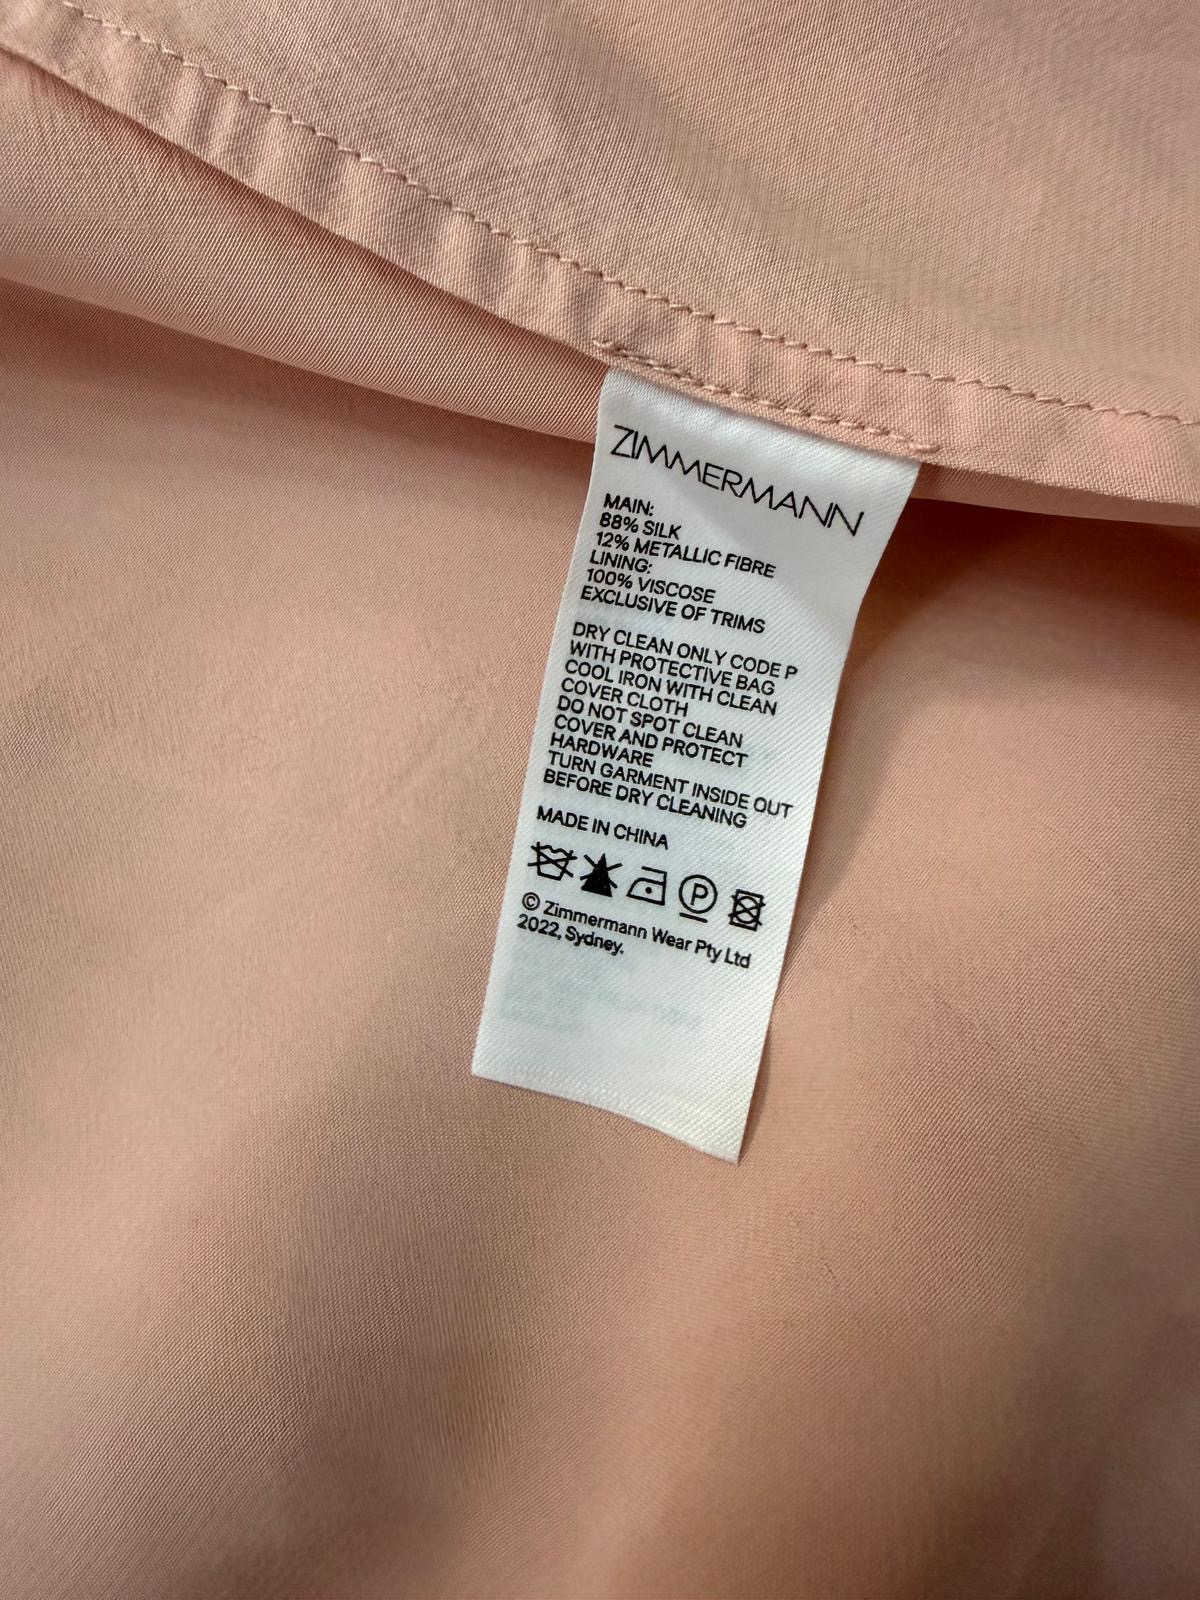 ZIMMERMANN
MAIN:
88% SILK
12% METALLIC FIBRE
LINING:
100% VISCOSE
EXCLUSIVE OF TRIMS
DRY CLEAN ONLY CODE P
WITH PROTECTIVE BAG
COOL IRON WITH CLEAN
COVER CLOTH
DO NOT SPOT CLEAN
COVER AND PROTECT
HARDWARE
TURN GARMENT INSIDE OUT
BEFORE DRY CLEANING
MADE IN CHINA
P
© Zimmermann Wear Pty Ltd
2022, Sydney.